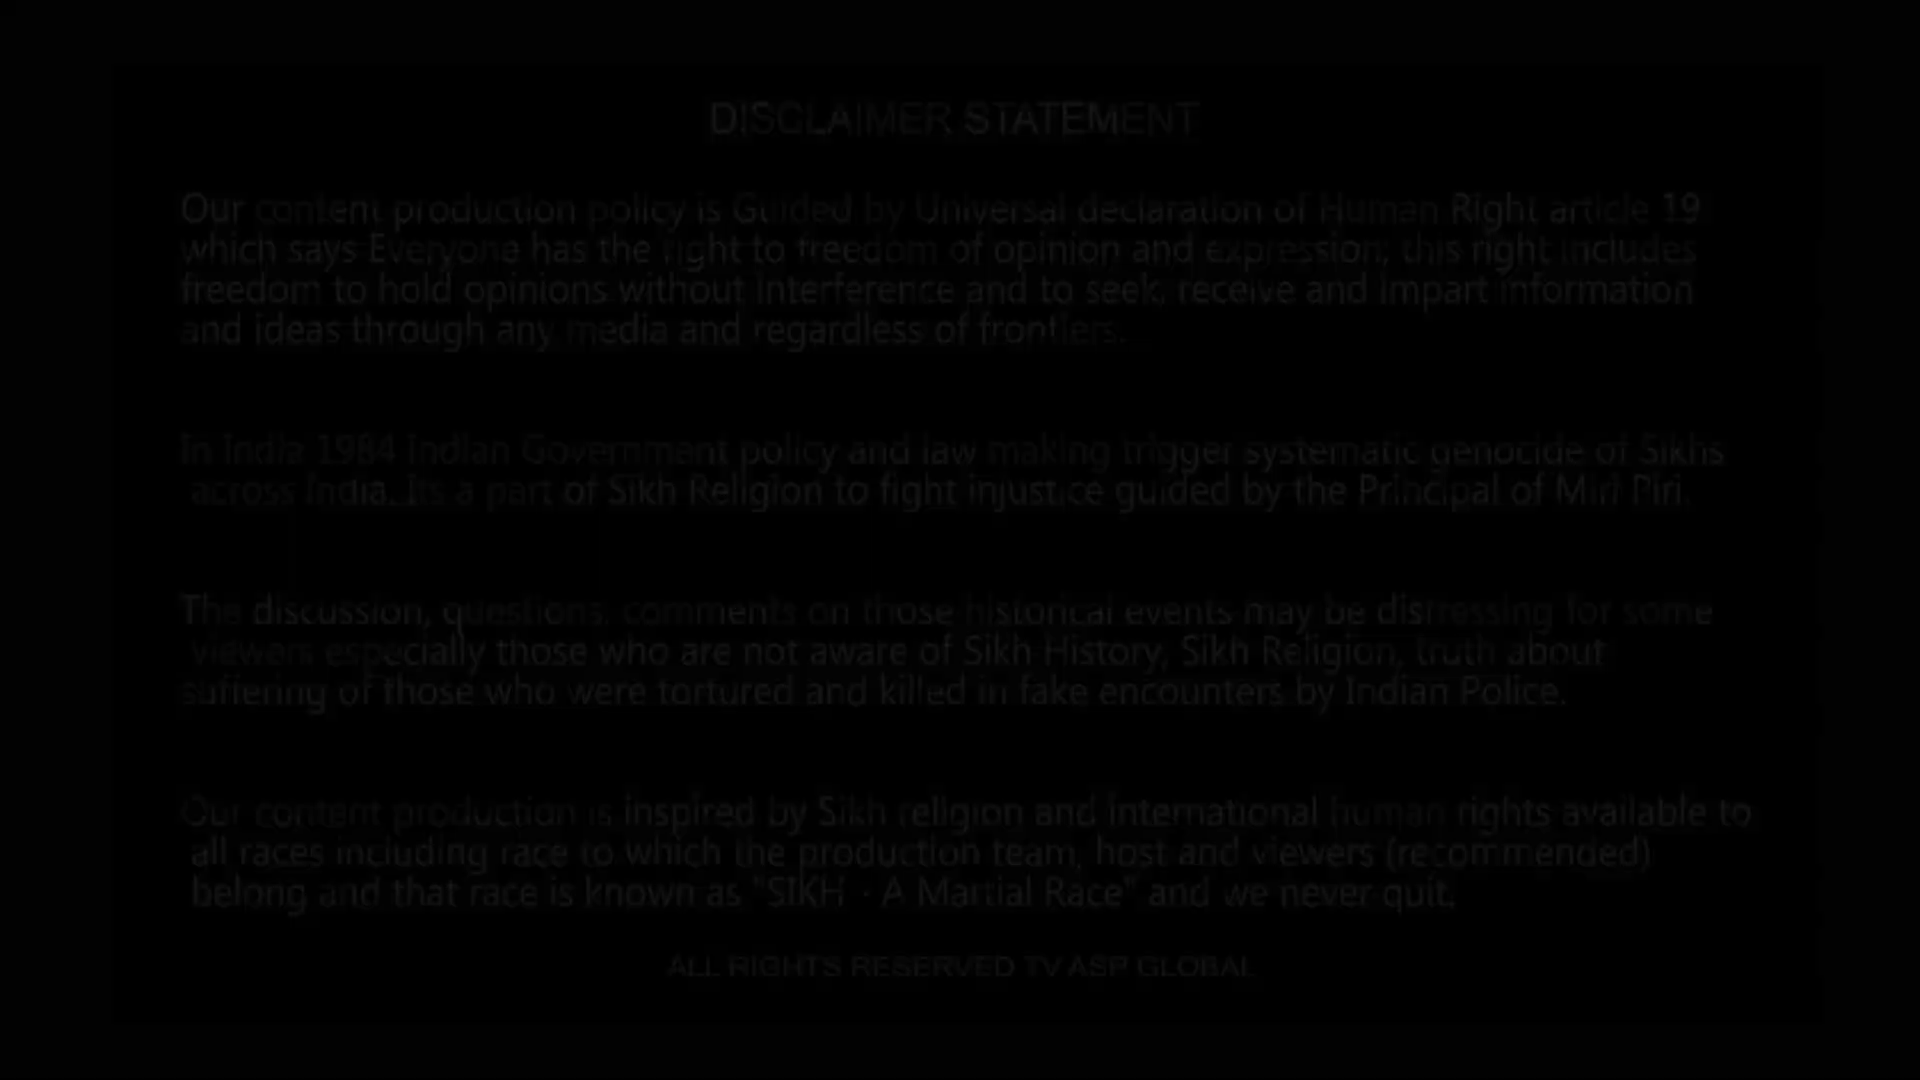 DISCLAIMER STATEMENT
Our content production policy is Guided by Universal declaration of Human Right article 19
which says Everyone has the right to freedom of opinion and expression; this right includes
freedom to hold opinions without interference and to seek, receive and impart information
and ideas through any media and regardless of frontiers.
In India 1984 Indian Government policy and law making trigger systematic genocide of Sikhs
across India. Its a part of Sikh Religion to fight injustice guided by the Principal of Miri Piri.
The discussion, questions, comments on those historical events may be distressing for some
viewers especially those who are not aware of Sikh History, Sikh Religion, truth about
suffering of those who were tortured and killed in fake encounters by Indian Police.
Our content production is inspired by Sikh religion and international human rights available to
all races including race to which the production team, host and viewers (recommended)
belong and that race is known as "SIKH - A Martial Race" and we never quit.
ALL RIGHTS RESERVED TV ASP GLOBAL